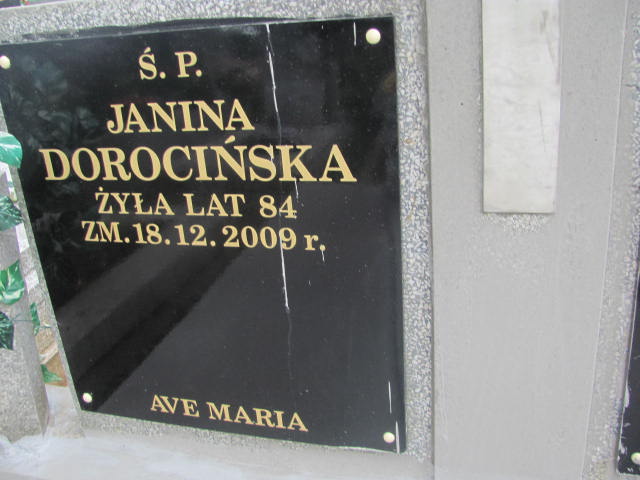 Ś. P.
JANINA
DOROCIŃSKA
ŻYŁA LAT 84
ZM. 18. 12. 2009 r.
AVE MARIA